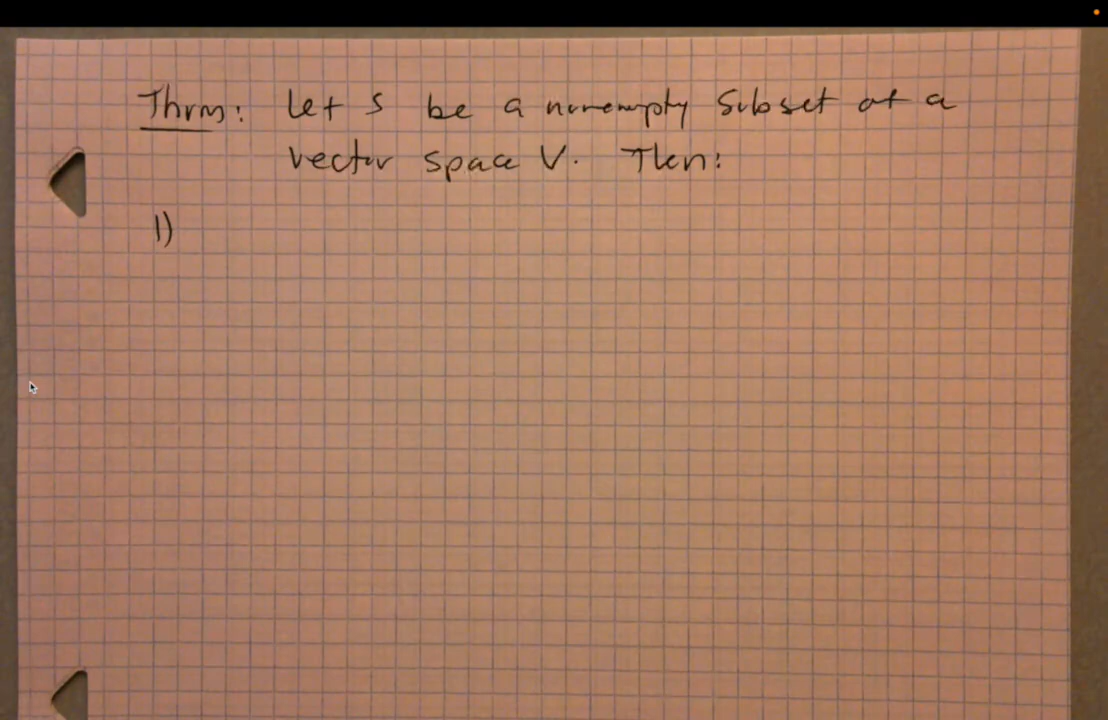 Thrm: Let S be a nonempty subset of a
vector space V. Then:
1)